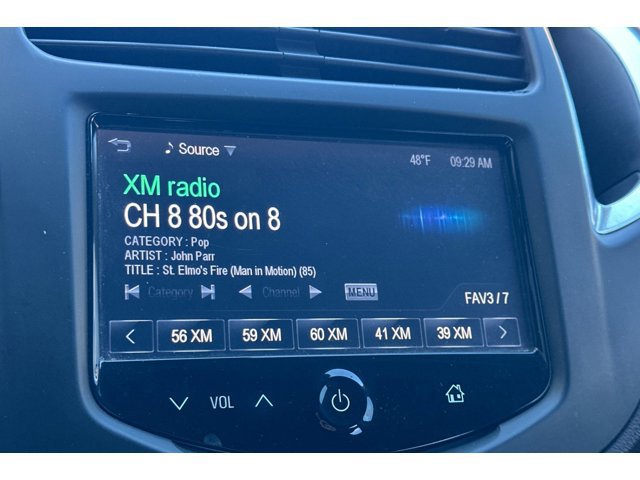 Source
48°F
09:29 AM
XM radio
CH 8 80s on 8
CATEGORY : Pop
ARTIST : John Parr
TITLE : St. Elmo's Fire (Man in Motion) (85)
Category
Channel
MENU
FAV3 / 7
56 XM
59 XM
60 XM
41 XM
39 XM
VOL